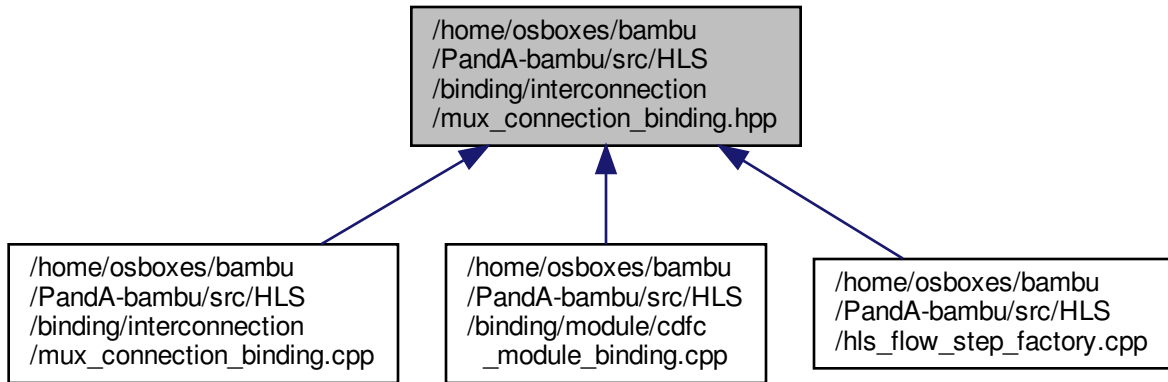 /home/osboxes/bambu
/PandA-bambu/src/HLS
/binding/interconnection
/mux_connection_binding.hpp
/home/osboxes/bambu
/PandA-bambu/src/HLS
/binding/interconnection
/mux_connection_binding.cpp
/home/osboxes/bambu
/PandA-bambu/src/HLS
/binding/module/cdfc
_module_binding.cpp
/home/osboxes/bambu
/PandA-bambu/src/HLS
/hls_flow_step_factory.cpp